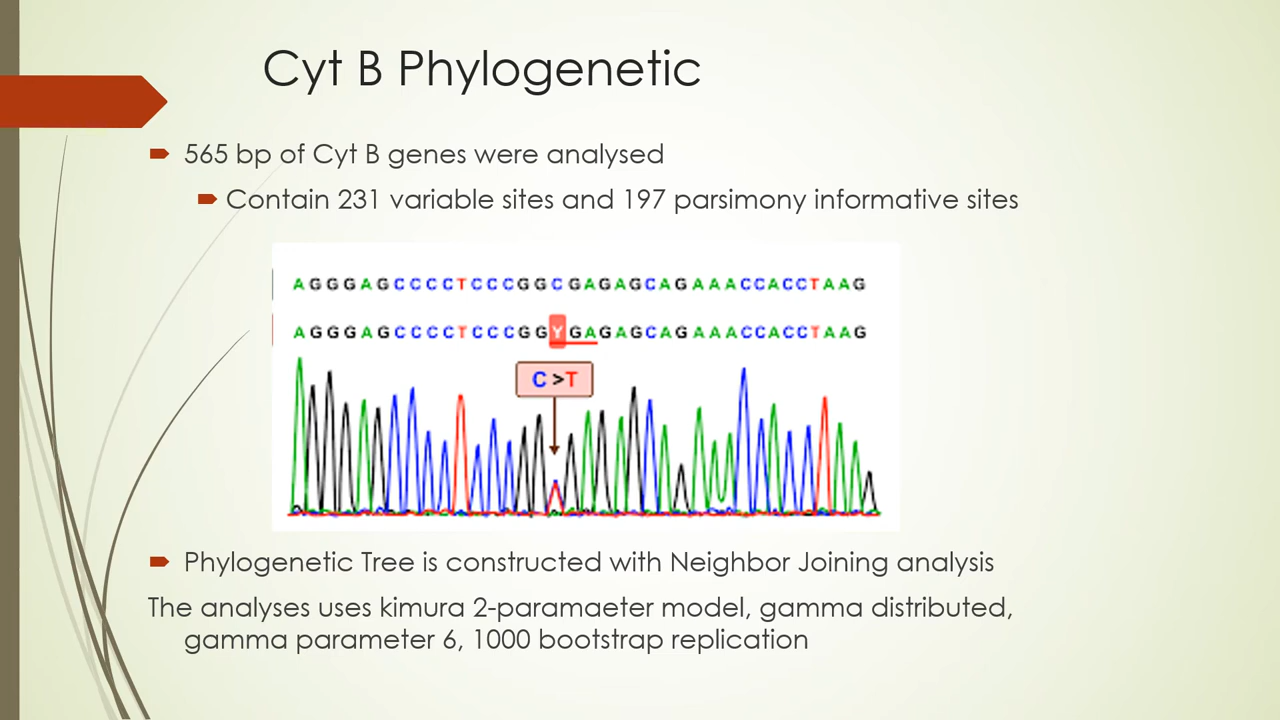 Cyt B Phylogenetic
565 bp of Cyt B genes were analysed
Contain 231 variable sites and 197 parsimony informative sites
AGGGAGCCCCTCCCGGCGAGAGCAGAAACCACCTAAG
AGGGAGCCCCTCCCGGYGAGAGCAGAAACCACCTAAG
C >T
Phylogenetic Tree is constructed with Neighbor Joining analysis
The analyses uses kimura 2-paramaeter model, gamma distributed,
gamma parameter 6, 1000 bootstrap replication